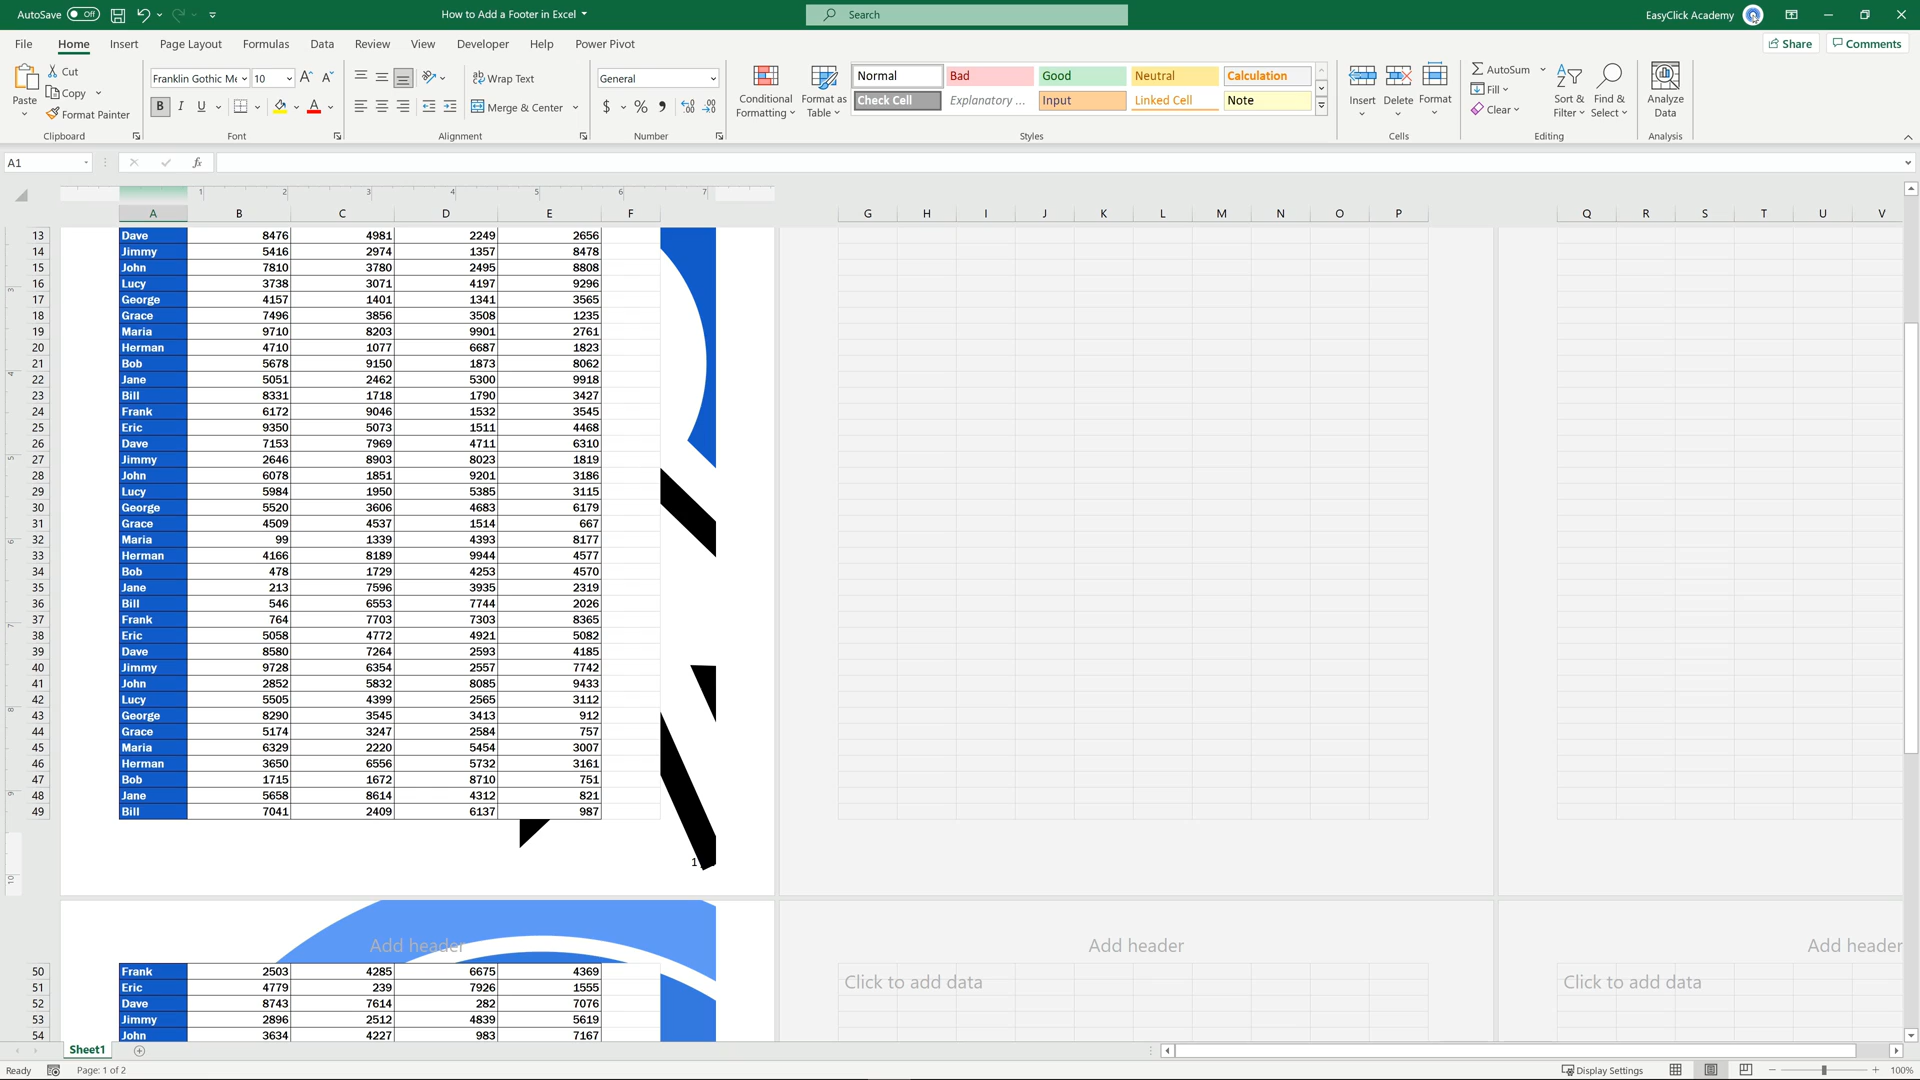 AutoSave Off How to Add a Footer in Excel Search EasyClick Academy
File Home Insert Page Layout Formulas Data Review View Developer Help Power Pivot Share Comments
Paste Cut Copy Format Painter
Clipboard
Franklin Gothic Me 10
B I U A
Font
Wrap Text
Merge & Center
Alignment
General
$ % 9
Number
Conditional Formatting
Format as Table
Normal Bad Good Neutral Calculation
Check Cell Explanatory ... Input Linked Cell Note
Styles
Insert Delete Format
Cells
AutoSum
Fill
Clear
Sort & Filter
Find & Select
Editing
Analyze Data
Analysis
A1 fx
1 2 3 4 5 6 7
A B C D E F G H I J K L M N O P Q R S T U V
13 Dave 8476 4981 2249 2656
14 Jimmy 5416 2974 1357 8478
15 John 7810 3780 2495 8808
16 Lucy 3738 3071 4197 9296
17 George 4157 1401 1341 3565
18 Grace 7496 3856 3508 1235
19 Maria 9710 8203 9901 2761
20 Herman 4710 1077 6687 1823
21 Bob 5678 9150 1873 8062
22 Jane 5051 2462 5300 9918
23 Bill 8331 1718 1790 3427
24 Frank 6172 9046 1532 3545
25 Eric 9350 5073 1511 4468
26 Dave 7153 7969 4711 6310
27 Jimmy 2646 8903 8023 1819
28 John 6078 1851 9201 3186
29 Lucy 5984 1950 5385 3115
30 George 5520 3606 4683 6179
31 Grace 4509 4537 1514 667
32 Maria 99 1339 4393 8177
33 Herman 4166 8189 9944 4577
34 Bob 478 1729 4253 4570
35 Jane 213 7596 3935 2319
36 Bill 546 6553 7744 2026
37 Frank 764 7703 7303 8365
38 Eric 5058 4772 4921 5082
39 Dave 8580 7264 2593 4185
40 Jimmy 9728 6354 2557 7742
41 John 2852 5832 8085 9433
42 Lucy 5505 4399 2565 3112
43 George 8290 3545 3413 912
44 Grace 5174 3247 2584 757
45 Maria 6329 2220 5454 3007
46 Herman 3650 6556 5732 3161
47 Bob 1715 1672 8710 751
48 Jane 5658 8614 4312 821
49 Bill 7041 2409 6137 987
1
Add header Add header Add header
50 Frank 2503 4285 6675 4369
Click to add data Click to add data
51 Eric 4779 239 7926 1555
52 Dave 8743 7614 282 7076
53 Jimmy 2896 2512 4839 5619
54 John 3634 4227 983 7167
Sheet1
Ready Page: 1 of 2 Display Settings 100%